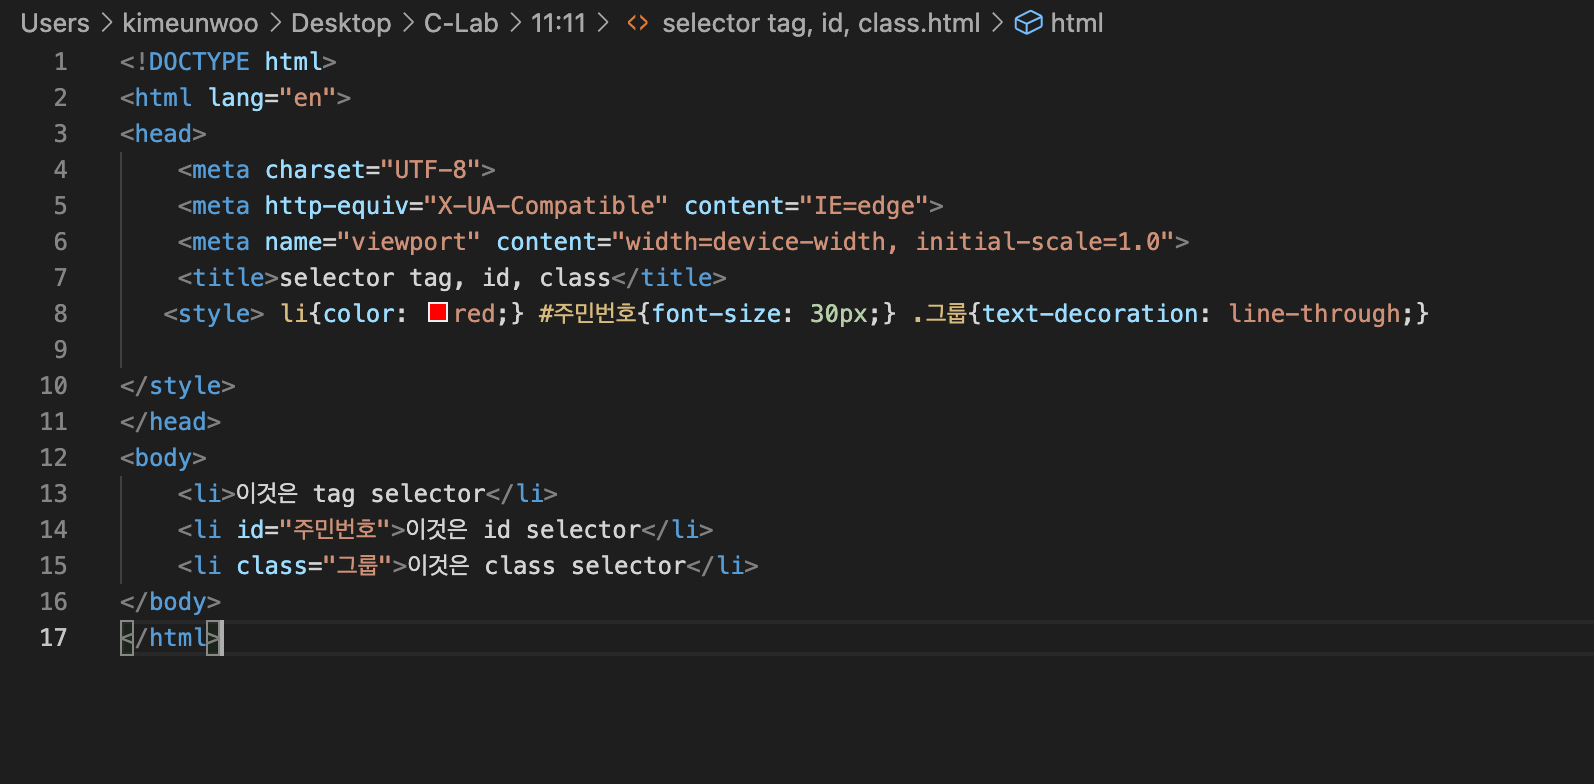 Users > kimeunwoo > Desktop > C-Lab > 11:11 > <> selector tag, id, class.html > html
1 <!DOCTYPE html>
2 <html lang="en">
3 <head>
4     <meta charset="UTF-8">
5     <meta http-equiv="X-UA-Compatible" content="IE=edge">
6     <meta name="viewport" content="width=device-width, initial-scale=1.0">
7     <title>selector tag, id, class</title>
8    <style> li{color: red;} #주민번호{font-size: 30px;} .그룹{text-decoration: line-through;}
9
10 </style>
11 </head>
12 <body>
13     <li>이것은 tag selector</li>
14     <li id="주민번호">이것은 id selector</li>
15     <li class="그룹">이것은 class selector</li>
16 </body>
17 </html>